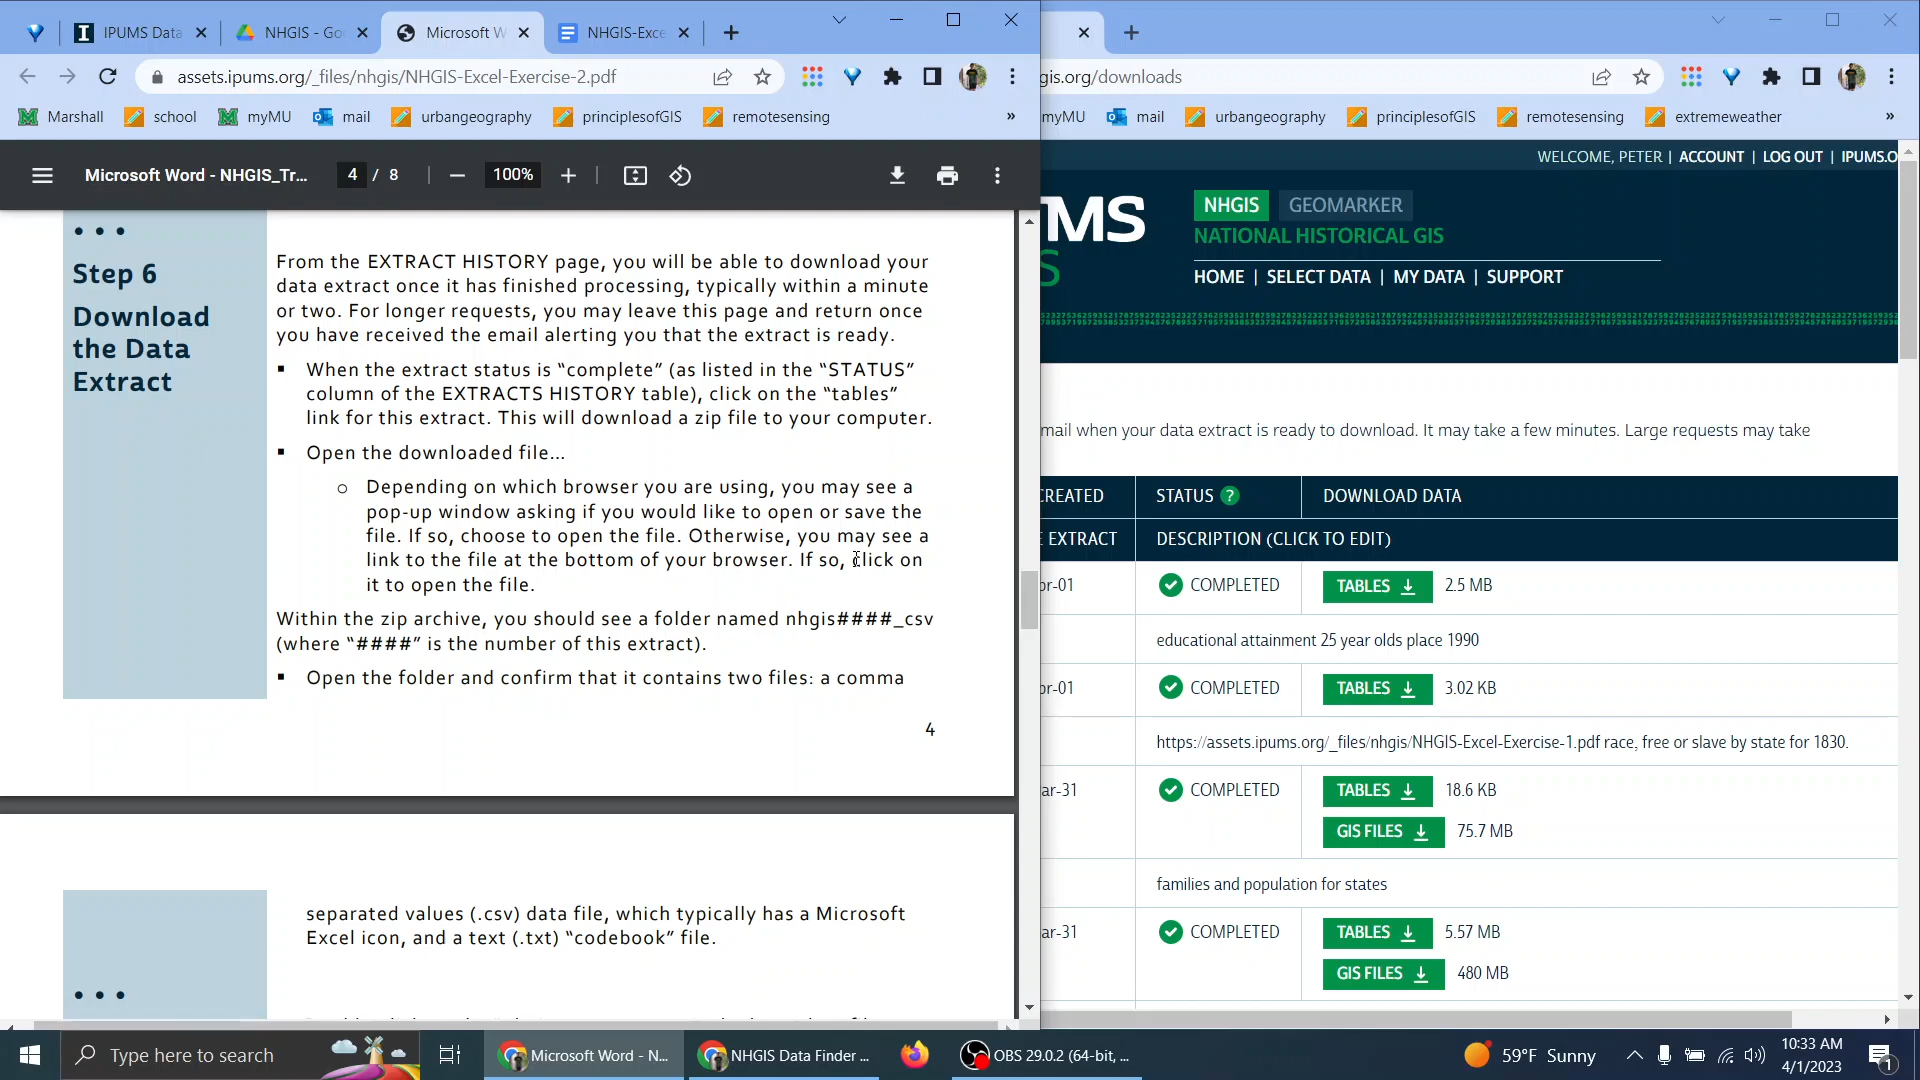 IPUMS Data
NHGIS - Go
Microsoft W
NHGIS-Exce
assets.ipums.org/_files/nhgis/NHGIS-Excel-Exercise-2.pdf
Marshall
school
myMU
mail
urbangeography
principlesofGIS
remotesensing
»
Microsoft Word - NHGIS_Tr...
4 / 8
100%
Step 6
Download
the Data
Extract
From the EXTRACT HISTORY page, you will be able to download your
data extract once it has finished processing, typically within a minute
or two. For longer requests, you may leave this page and return once
you have received the email alerting you that the extract is ready.
▪ When the extract status is “complete” (as listed in the “STATUS”
column of the EXTRACTS HISTORY table), click on the “tables”
link for this extract. This will download a zip file to your computer.
▪ Open the downloaded file...
o Depending on which browser you are using, you may see a
pop-up window asking if you would like to open or save the
file. If so, choose to open the file. Otherwise, you may see a
link to the file at the bottom of your browser. If so, click on
it to open the file.
Within the zip archive, you should see a folder named nhgis####_csv
(where “####” is the number of this extract).
▪ Open the folder and confirm that it contains two files: a comma
4
separated values (.csv) data file, which typically has a Microsoft
Excel icon, and a text (.txt) “codebook” file.
gis.org/downloads
myMU
mail
urbangeography
principlesofGIS
remotesensing
extremeweather
»
WELCOME, PETER | ACCOUNT | LOG OUT | IPUMS.O
UMS
S
NHGIS
GEOMARKER
NATIONAL HISTORICAL GIS
HOME | SELECT DATA | MY DATA | SUPPORT
mail when your data extract is ready to download. It may take a few minutes. Large requests may take
CREATED
STATUS ?
DOWNLOAD DATA
E EXTRACT
DESCRIPTION (CLICK TO EDIT)
pr-01
COMPLETED
TABLES
2.5 MB
educational attainment 25 year olds place 1990
pr-01
COMPLETED
TABLES
3.02 KB
https://assets.ipums.org/_files/nhgis/NHGIS-Excel-Exercise-1.pdf race, free or slave by state for 1830.
ar-31
COMPLETED
TABLES
18.6 KB
GIS FILES
75.7 MB
families and population for states
ar-31
COMPLETED
TABLES
5.57 MB
GIS FILES
480 MB
Type here to search
Microsoft Word - N...
NHGIS Data Finder ...
OBS 29.0.2 (64-bit, ...
59°F Sunny
10:33 AM
4/1/2023
1